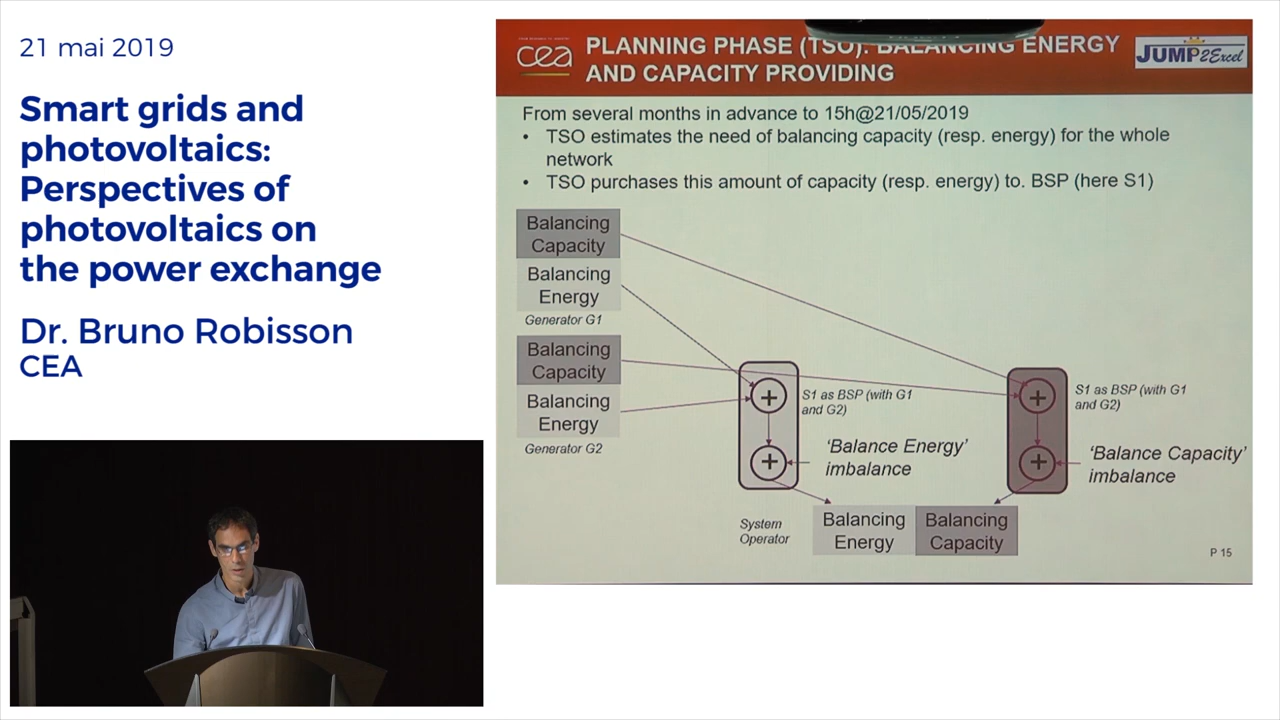 21 mai 2019
Smart grids and
photovoltaics:
Perspectives of
photovoltaics on
the power exchange
Dr. Bruno Robisson
CEA
cea
PLANNING PHASE (TSO): BALANCING ENERGY
AND CAPACITY PROVIDING
JUMP2Excel
From several months in advance to 15h@21/05/2019
• TSO estimates the need of balancing capacity (resp. energy) for the whole
network
• TSO purchases this amount of capacity (resp. energy) to. BSP (here S1)
Balancing
Capacity
Balancing
Energy
Generator G1
Balancing
Capacity
Balancing
Energy
Generator G2
+
+
S1 as BSP (with G1
and G2)
'Balance Energy'
imbalance
+
+
S1 as BSP (with G1
and G2)
'Balance Capacity'
imbalance
System
Operator
Balancing
Energy
Balancing
Capacity
P 15